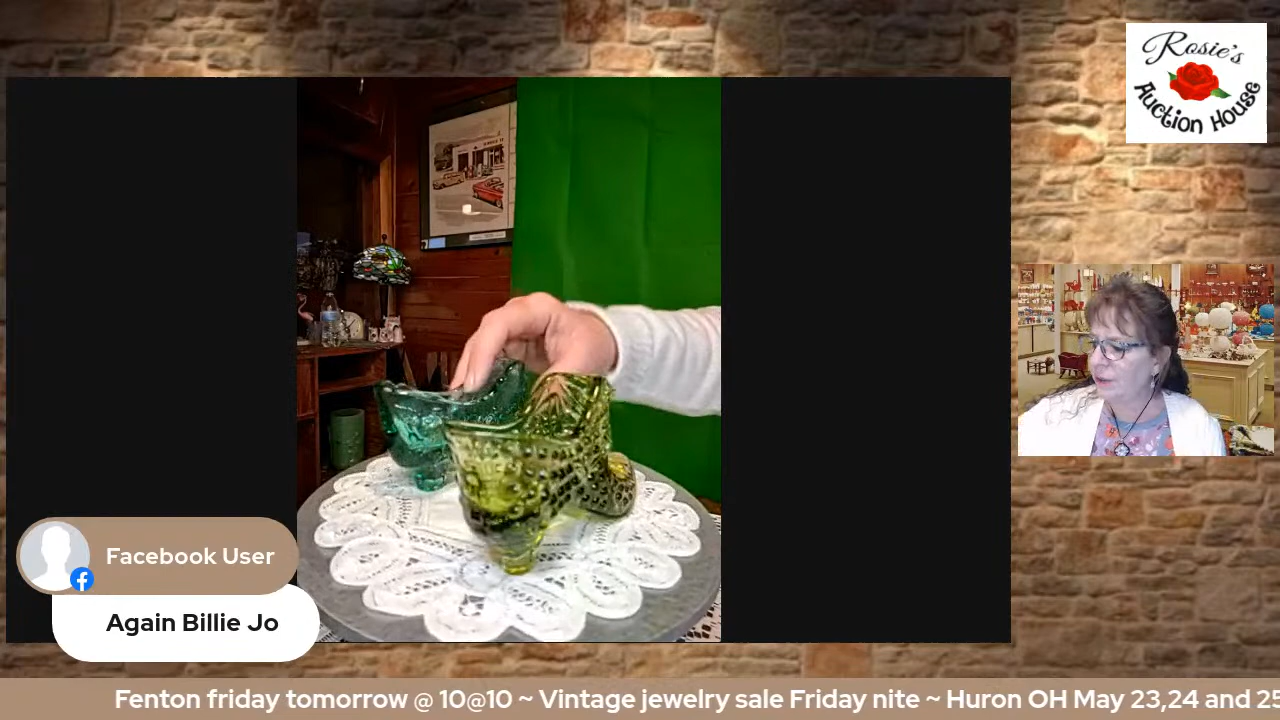 Rosie's
Auction House
Facebook User
Again Billie Jo
Fenton friday tomorrow @ 10@10 ~ Vintage jewelry sale Friday nite ~ Huron OH May 23,24 and 25